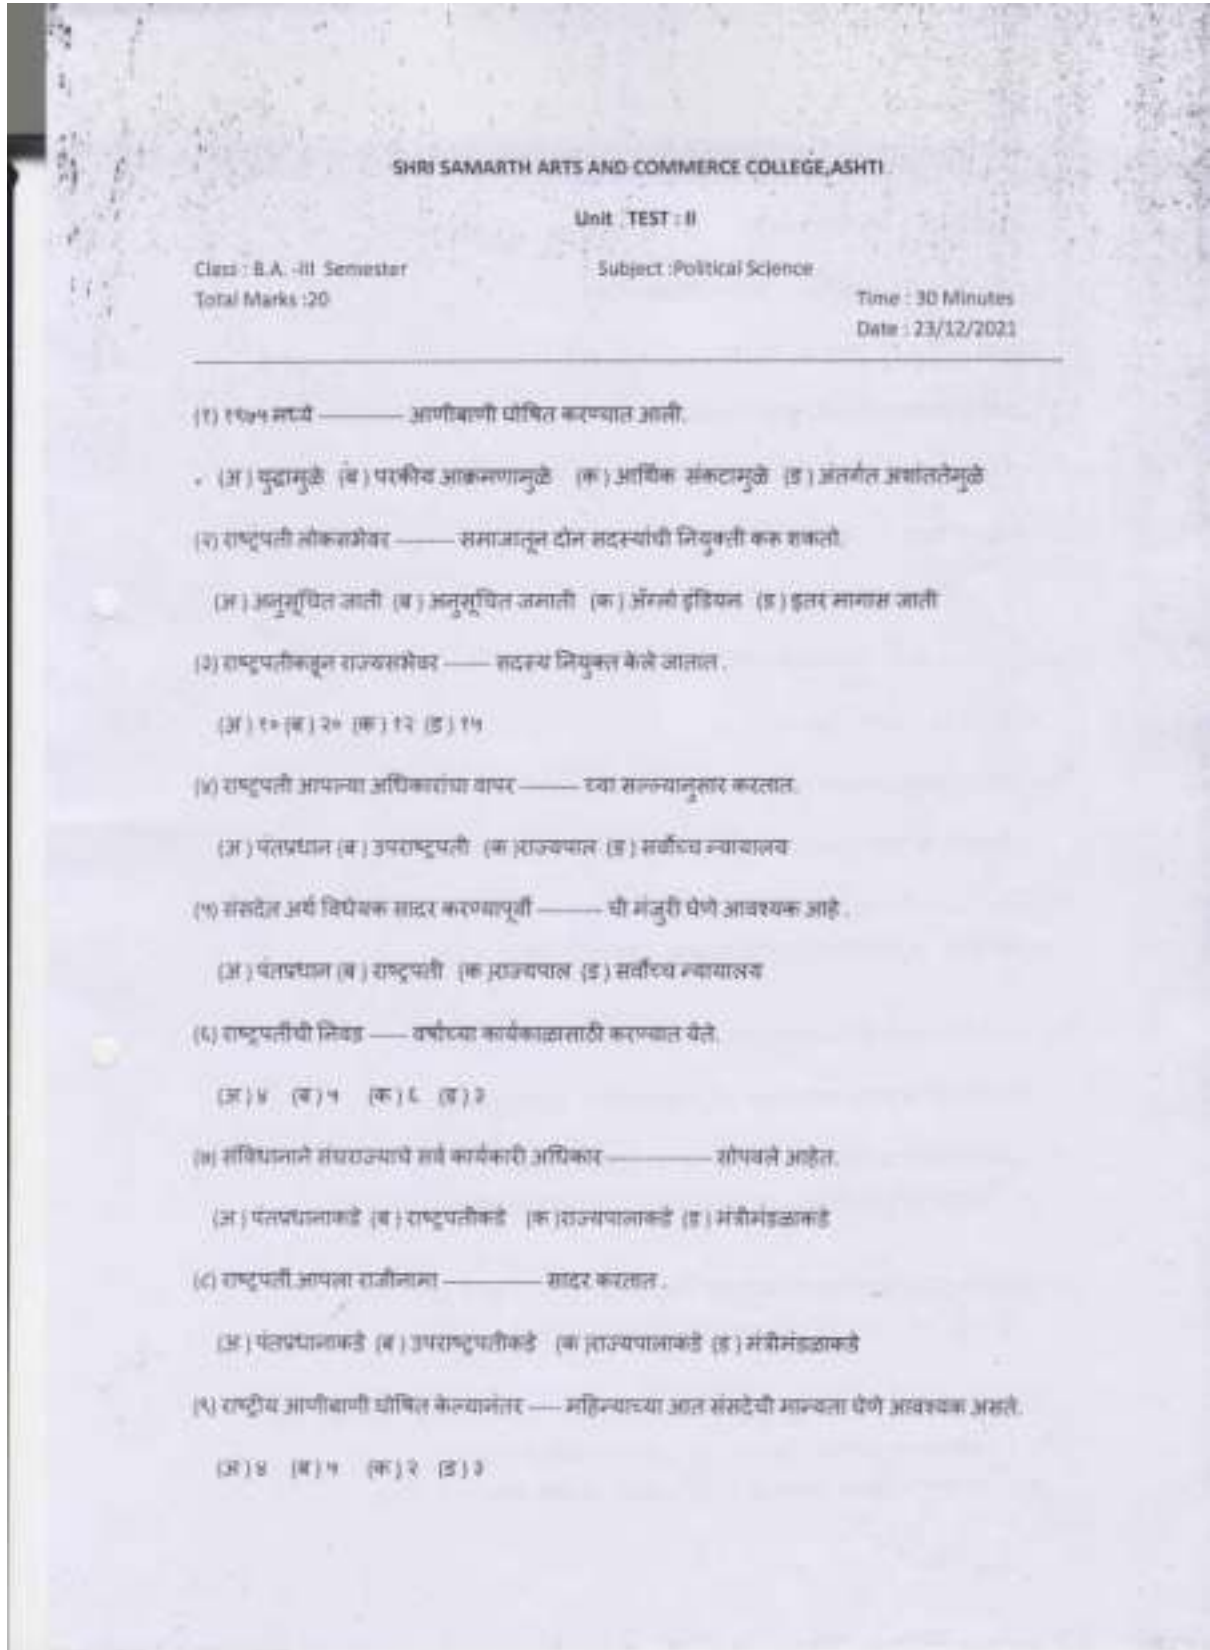 SHRI SAMARTH ARTS AND COMMERCE COLLEGE,ASHTI
Unit TEST : II
Class : B.A. -III Semester Subject :Political Science
Total Marks :20
Time : 30 Minutes
Date : 23/12/2021
(१) १९७५ मध्ये ------------ आणीबाणी घोषित करण्यात आली.
(अ ) युद्धामुळे (ब ) परकीय आक्रमणामुळे (क ) आर्थिक संकटामुळे (ड ) अंतर्गत अशांततेमुळे
(२) राष्ट्रपती लोकसभेवर -------- समाजातून दोन सदस्यांची नियुक्ती करू शकतो.
(अ ) अनुसूचित जाती (ब ) अनुसूचित जमाती (क ) अँग्लो इंडियन (ड ) इतर मागास जाती
(३) राष्ट्रपतीकडून राज्यसभेवर ------ सदस्य नियुक्त केले जातात .
(अ ) १० (ब ) २० (क ) १२ (ड ) १५
(४) राष्ट्रपती आपल्या अधिकारांचा वापर -------- च्या सल्ल्यानुसार करतात.
(अ ) पंतप्रधान (ब ) उपराष्ट्रपती (क )राज्यपाल (ड ) सर्वोच्च न्यायालय
(५) संसदेत अर्थ विधेयक सादर करण्यापूर्वी --------- ची मंजुरी घेणे आवश्यक आहे .
(अ ) पंतप्रधान (ब ) राष्ट्रपती (क )राज्यपाल (ड ) सर्वोच्च न्यायालय
(६) राष्ट्रपतीची निवड ----- वर्षाच्या कार्यकाळासाठी करण्यात येते.
(अ ) ४ (ब ) ५ (क ) ६ (ड ) ३
(७) संविधानाने संघराज्याचे सर्व कार्यकारी अधिकार -------------- सोपवले आहेत.
(अ ) पंतप्रधानाकडे (ब ) राष्ट्रपतीकडे (क )राज्यपालाकडे (ड ) मंत्रीमंडळाकडे
(८) राष्ट्रपती आपला राजीनामा ------------- सादर करतात .
(अ ) पंतप्रधानाकडे (ब ) उपराष्ट्रपतीकडे (क )राज्यपालाकडे (ड ) मंत्रीमंडळाकडे
(९) राष्ट्रीय आणीबाणी घोषित केल्यानंतर ---- महिन्याच्या आत संसदेची मान्यता घेणे आवश्यक असते.
(अ ) ४ (ब ) ५ (क ) २ (ड ) ३